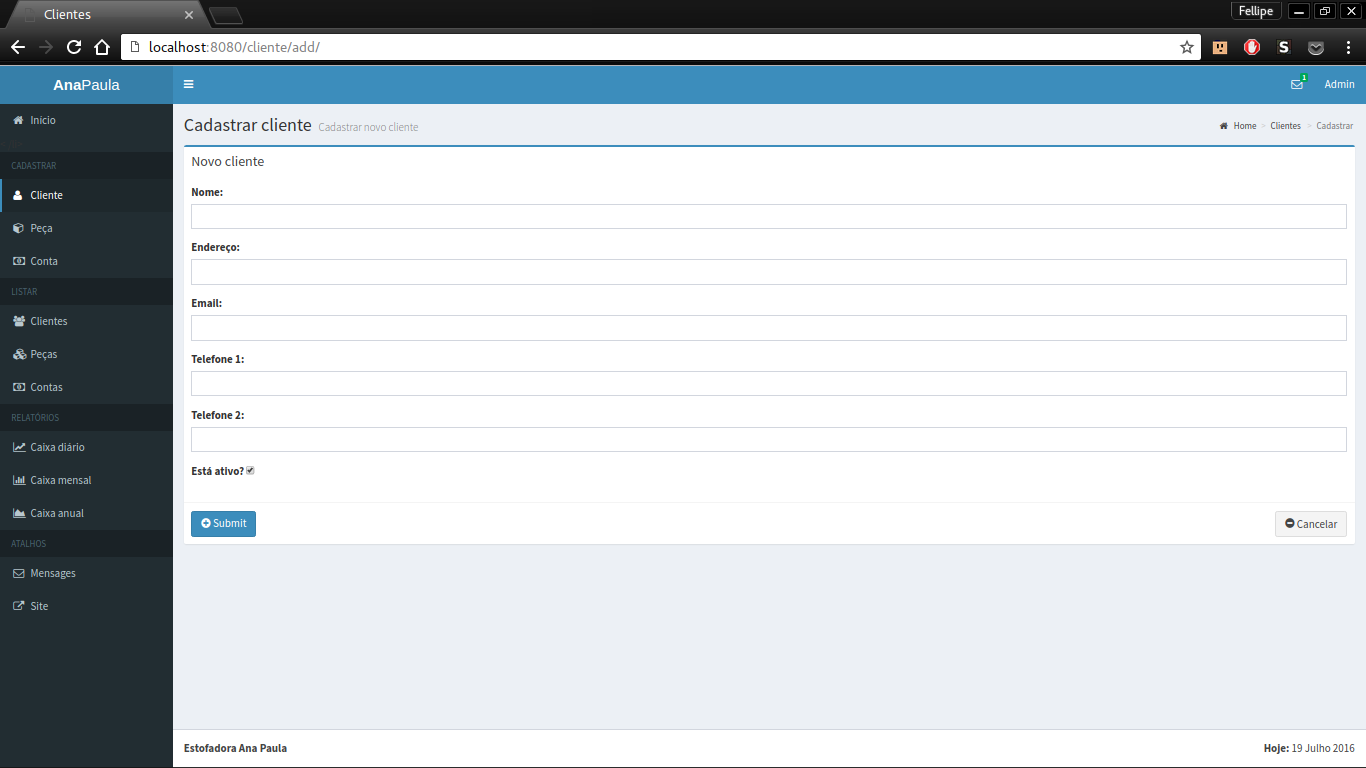 Clientes
Fellipe
localhost:8080/cliente/add/
S
AnaPaula
1
Admin
Início
CADASTRAR
Cliente
Peça
Conta
LISTAR
Clientes
Peças
Contas
RELATÓRIOS
Caixa diário
Caixa mensal
Caixa anual
ATALHOS
Mensages
Site
Cadastrar cliente Cadastrar novo cliente
Home > Clientes > Cadastrar
Novo cliente
Nome:
Endereço:
Email:
Telefone 1:
Telefone 2:
Está ativo?
Submit
Cancelar
Estofadora Ana Paula
Hoje: 19 Julho 2016